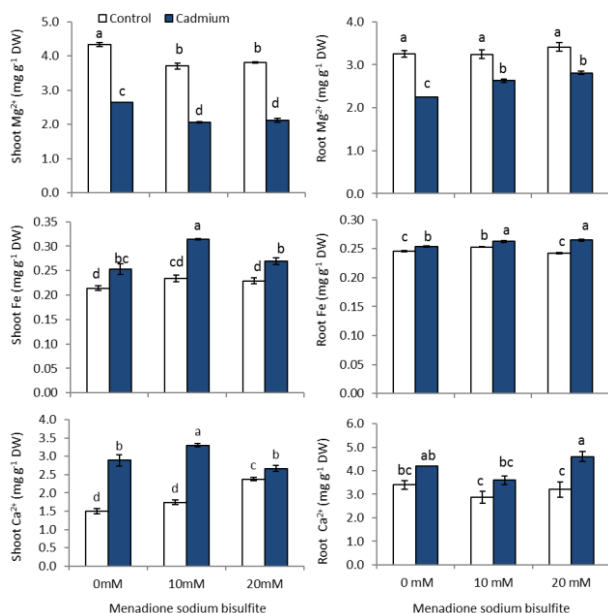 Control Cadmium
Shoot Mg²⁺ (mg g⁻¹ DW)
5.0
4.0
3.0
2.0
1.0
0.0
a
c
b
d
b
d
Root Mg²⁺ (mg g⁻¹ DW)
4.0
3.0
2.0
1.0
0.0
a
c
a
b
a
b
Shoot Fe (mg g⁻¹ DW)
0.35
0.30
0.25
0.20
0.15
0.10
0.05
0.00
d
bc
cd
a
d
b
Root Fe (mg g⁻¹ DW)
0.30
0.25
0.20
0.15
0.10
0.05
0.00
c
b
b
a
c
a
Shoot Ca²⁺ (mg g⁻¹ DW)
4.0
3.5
3.0
2.5
2.0
1.5
1.0
0.5
0.0
d
b
d
a
c
b
0mM 10mM 20mM
Menadione sodium bisulfite
Root Ca²⁺ (mg g⁻¹ DW)
6.0
5.0
4.0
3.0
2.0
1.0
0.0
bc
ab
c
bc
c
a
0 mM 10 mM 20 mM
Menadione sodium bisulfite